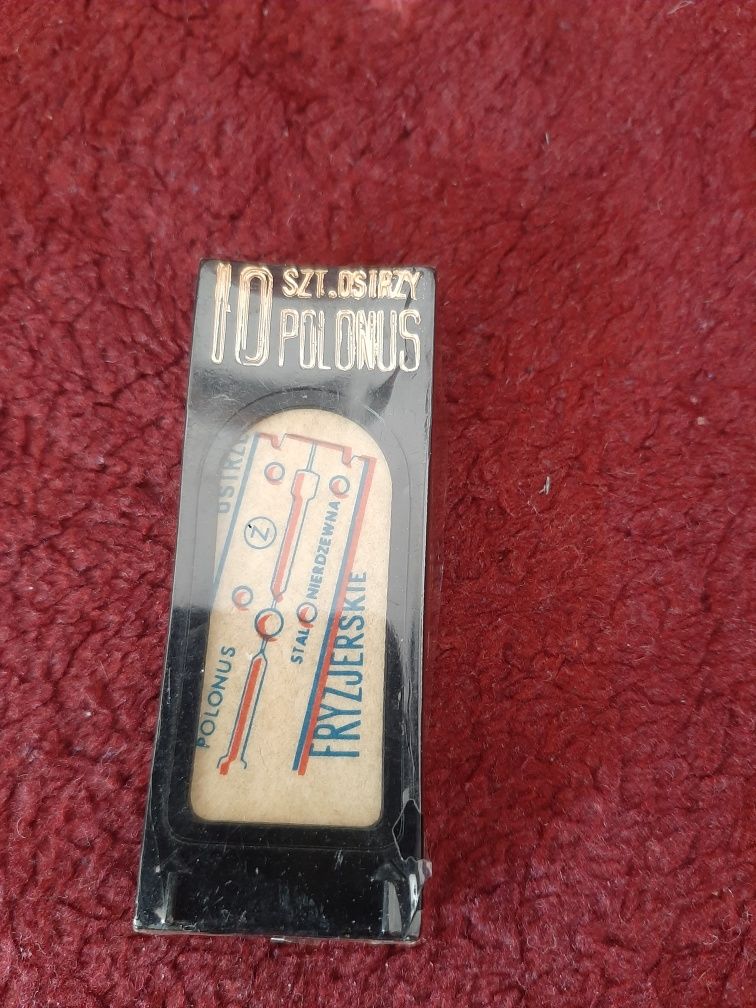 10 SZT. OSTRZY
POLONUS
OSTRZE
POLONUS
Z
STAL NIERDZEWNA
FRYZJERSKIE